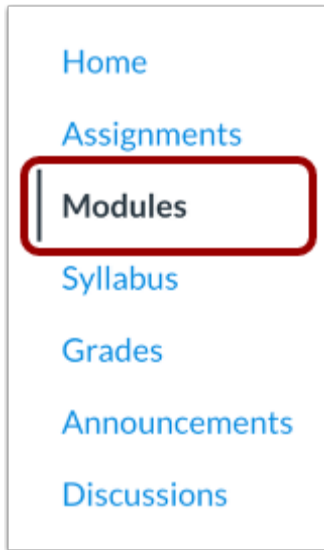 Home
Assignments
Modules
Syllabus
Grades
Announcements
Discussions